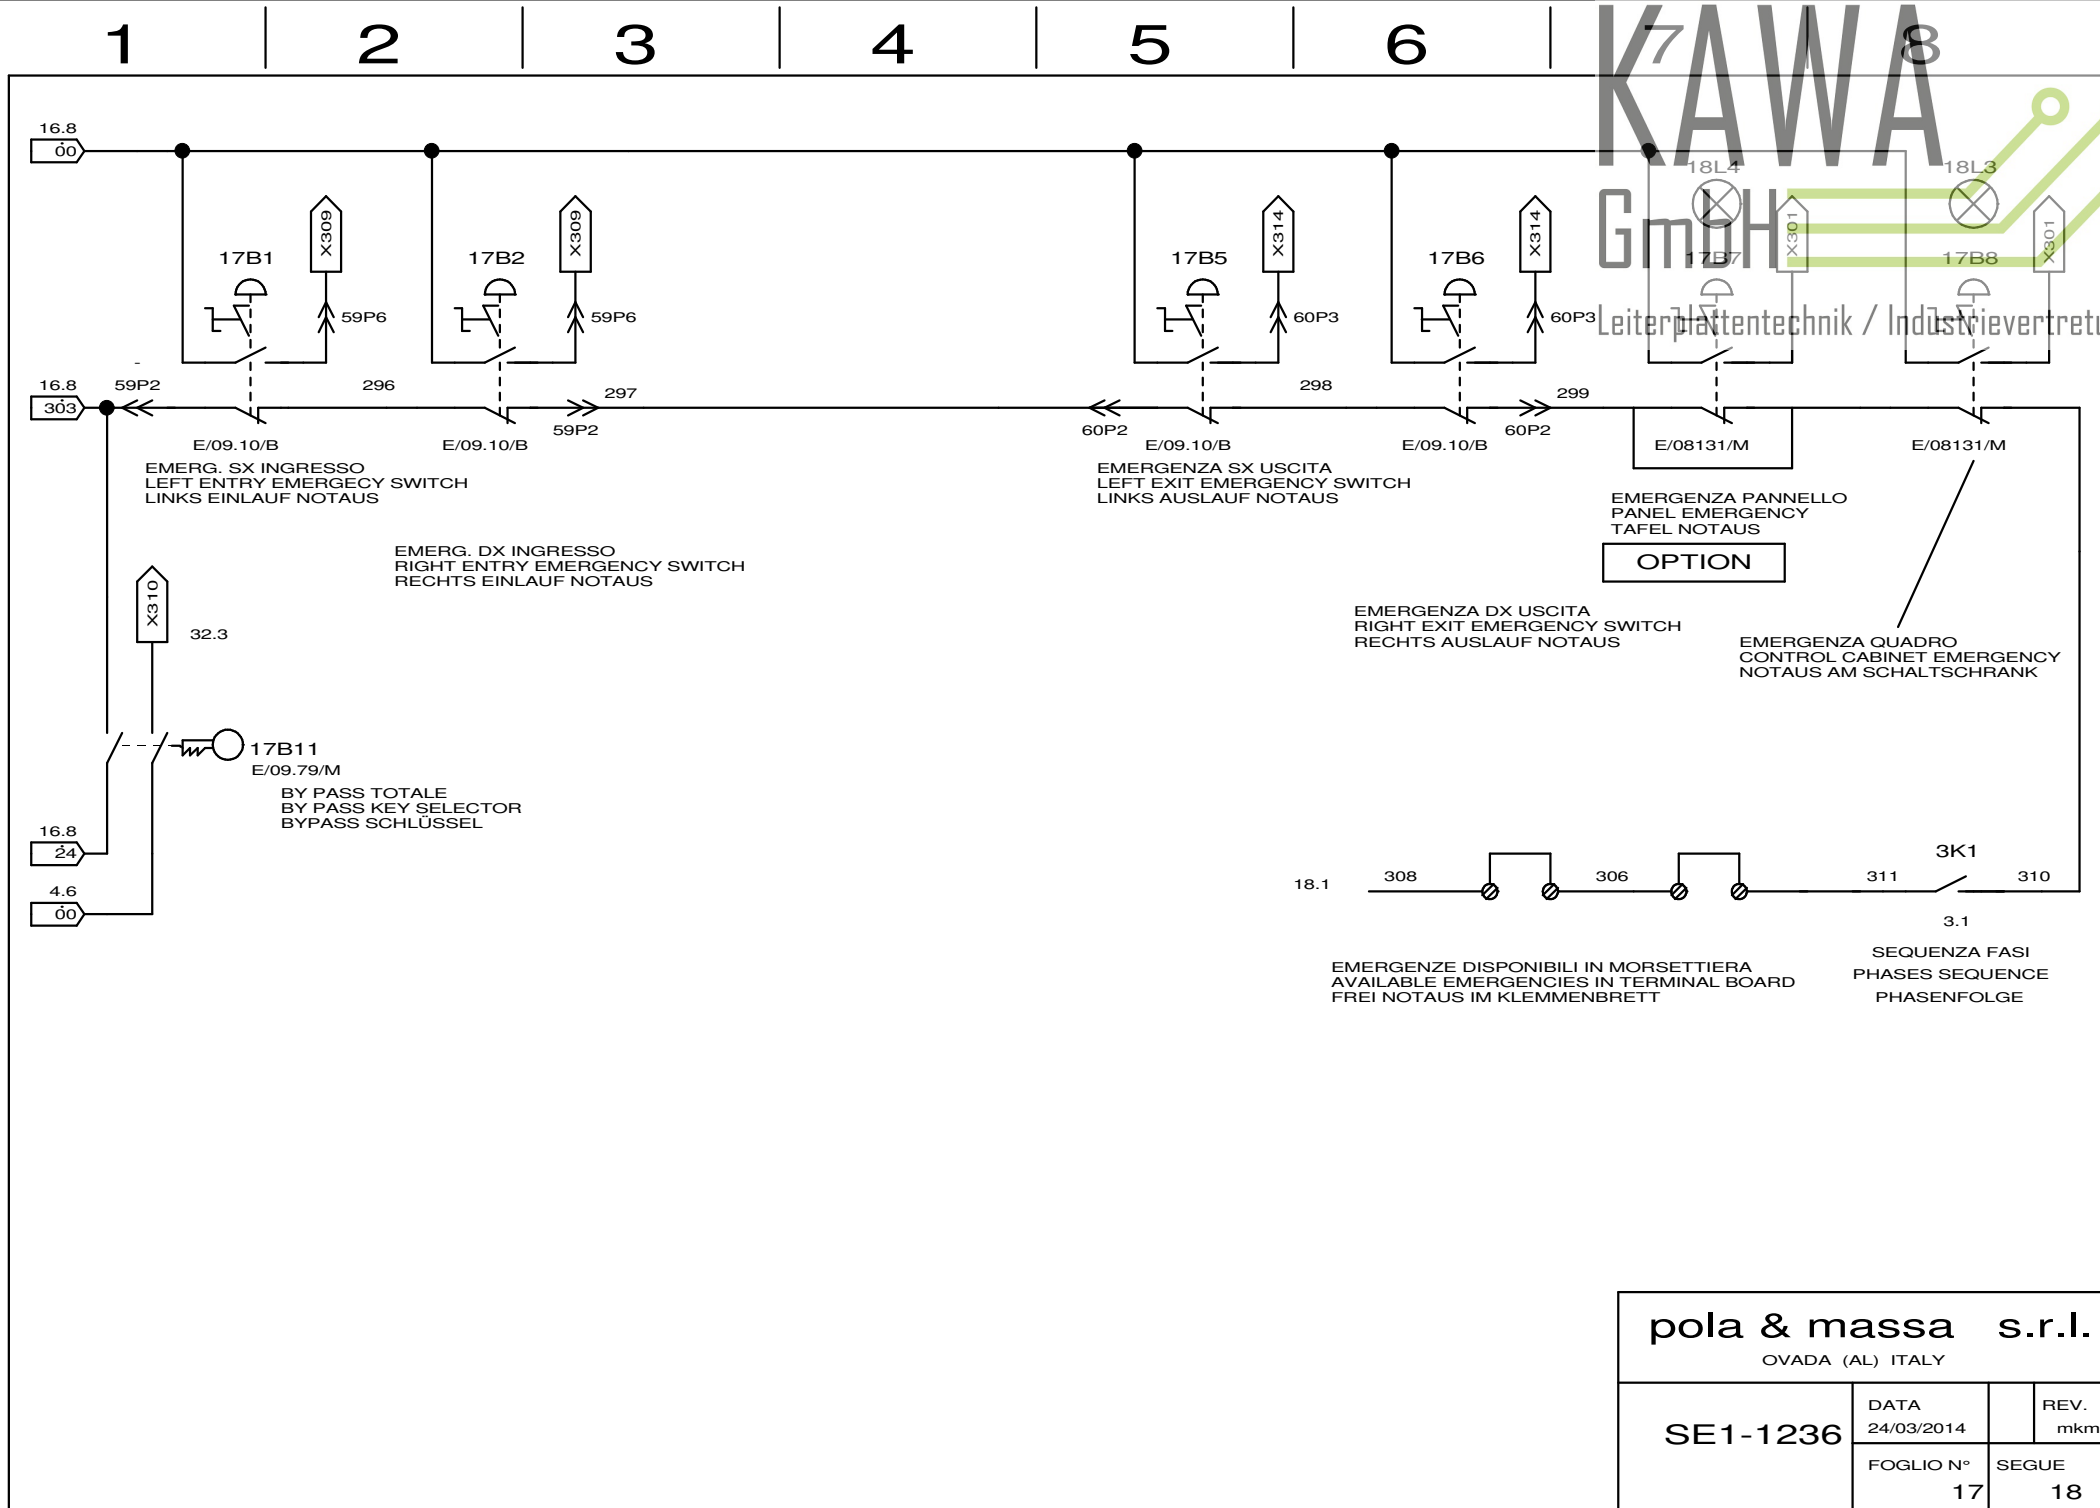 1 2 3 4 5 6 7 8
KAWA
GmbH
Leiterplattentechnik / Industrievertretu
16.8
00
18L4 18L3
X309 X309 X314 X314 X301 X301
17B1 17B2 17B5 17B6 17B7 17B8
59P6 59P6 60P3 60P3
16.8 59P2 296 297 298 299
303
59P2 60P2 60P2
E/09.10/B E/09.10/B E/09.10/B E/09.10/B E/08131/M E/08131/M
EMERG. SX INGRESSO
LEFT ENTRY EMERGECY SWITCH
LINKS EINLAUF NOTAUS
EMERGENZA SX USCITA
LEFT EXIT EMERGENCY SWITCH
LINKS AUSLAUF NOTAUS
EMERGENZA PANNELLO
PANEL EMERGENCY
TAFEL NOTAUS
OPTION
EMERG. DX INGRESSO
RIGHT ENTRY EMERGENCY SWITCH
RECHTS EINLAUF NOTAUS
EMERGENZA DX USCITA
RIGHT EXIT EMERGENCY SWITCH
RECHTS AUSLAUF NOTAUS
EMERGENZA QUADRO
CONTROL CABINET EMERGENCY
NOTAUS AM SCHALTSCHRANK
X310
32.3
17B11
E/09.79/M
BY PASS TOTALE
BY PASS KEY SELECTOR
BYPASS SCHLÜSSEL
16.8
24
4.6
00
18.1 308 306 311 3K1 310
3.1
EMERGENZE DISPONIBILI IN MORSETTIERA
AVAILABLE EMERGENCIES IN TERMINAL BOARD
FREI NOTAUS IM KLEMMENBRETT
SEQUENZA FASI
PHASES SEQUENCE
PHASENFOLGE
pola & massa s.r.l.
OVADA (AL) ITALY
SE1-1236
DATA
24/03/2014
REV.
mkm
FOGLIO N°
17
SEGUE
18